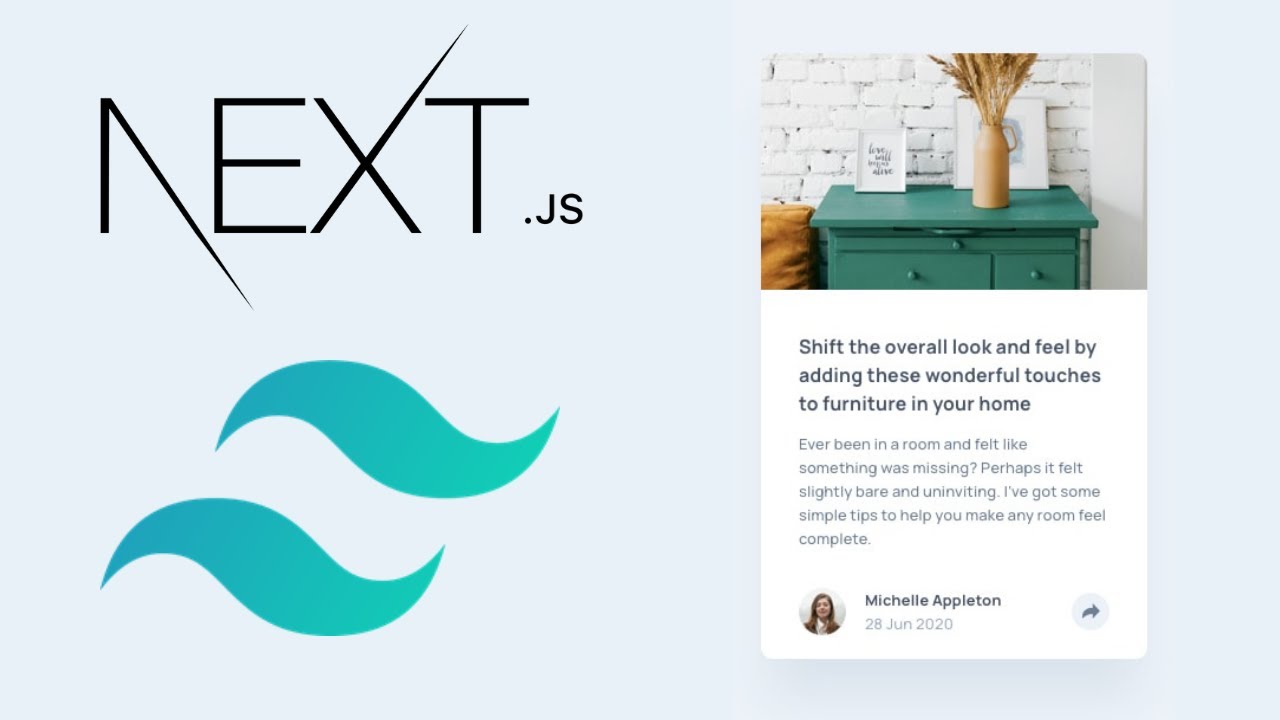 NEXT
.JS
love
will
keep us
alive
Shift the overall look and feel by
adding these wonderful touches
to furniture in your home
Ever been in a room and felt like
something was missing? Perhaps it felt
slightly bare and uninviting. I've got some
simple tips to help you make any room feel
complete.
Michelle Appleton
28 Jun 2020